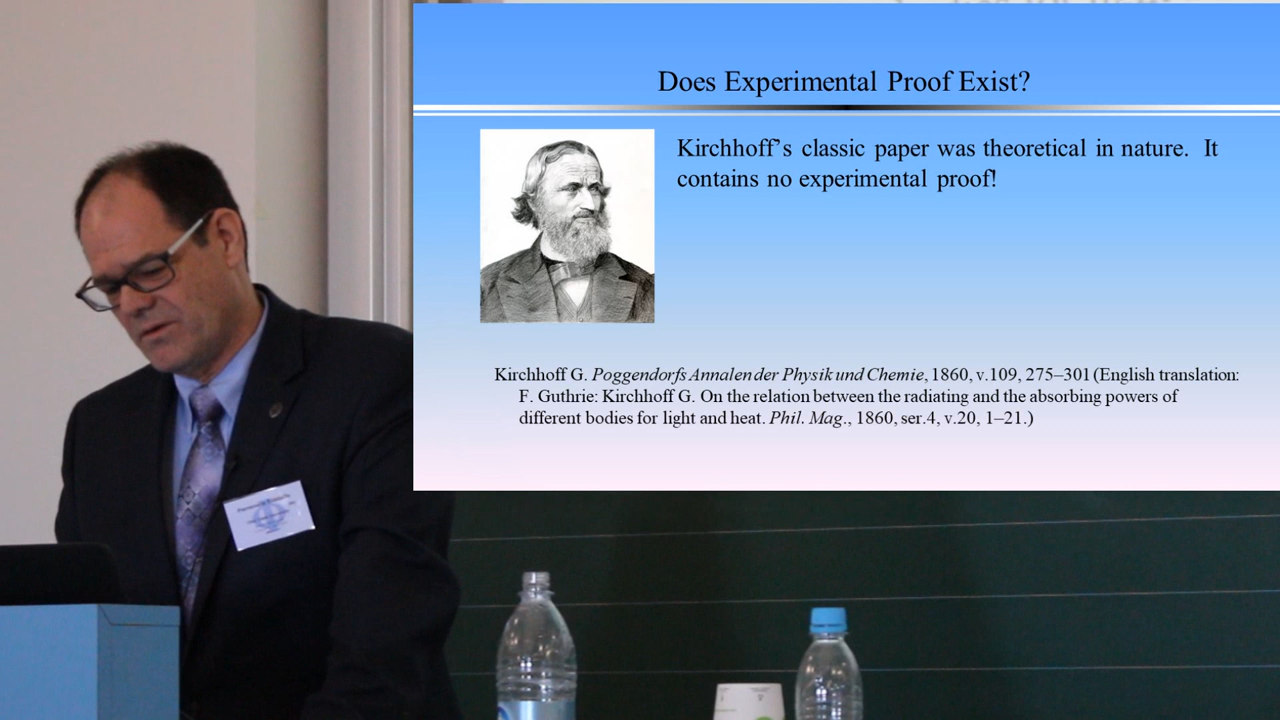 Does Experimental Proof Exist?
Kirchhoff's classic paper was theoretical in nature. It
contains no experimental proof!
Kirchhoff G. Poggendorfs Annalen der Physik und Chemie, 1860, v.109, 275–301 (English translation:
F. Guthrie: Kirchhoff G. On the relation between the radiating and the absorbing powers of
different bodies for light and heat. Phil. Mag., 1860, ser.4, v.20, 1–21.)